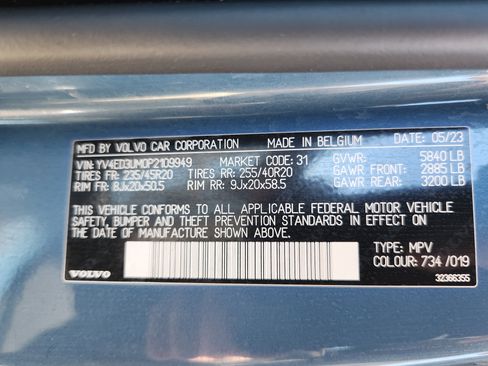 MFD BY VOLVO CAR CORPORATION MADE IN BELGIUM DATE: 05/23
VIN: YV4ED3UM0P2109949 MARKET CODE: 31 GVWR: 5840 LB
TIRES FR: 235/45R20 TIRES RR: 255/40R20 GAWR FRONT: 2885 LB
RIM FR: 8Jx20x50.5 RIM RR: 9Jx20x58.5 GAWR REAR: 3200 LB
THIS VEHICLE CONFORMS TO ALL APPLICABLE FEDERAL MOTOR VEHICLE
SAFETY, BUMPER, AND THEFT PREVENTION STANDARDS IN EFFECT ON
THE DATE OF MANUFACTURE SHOWN ABOVE.
TYPE: MPV
COLOUR: 734 /019
VOLVO 32366355